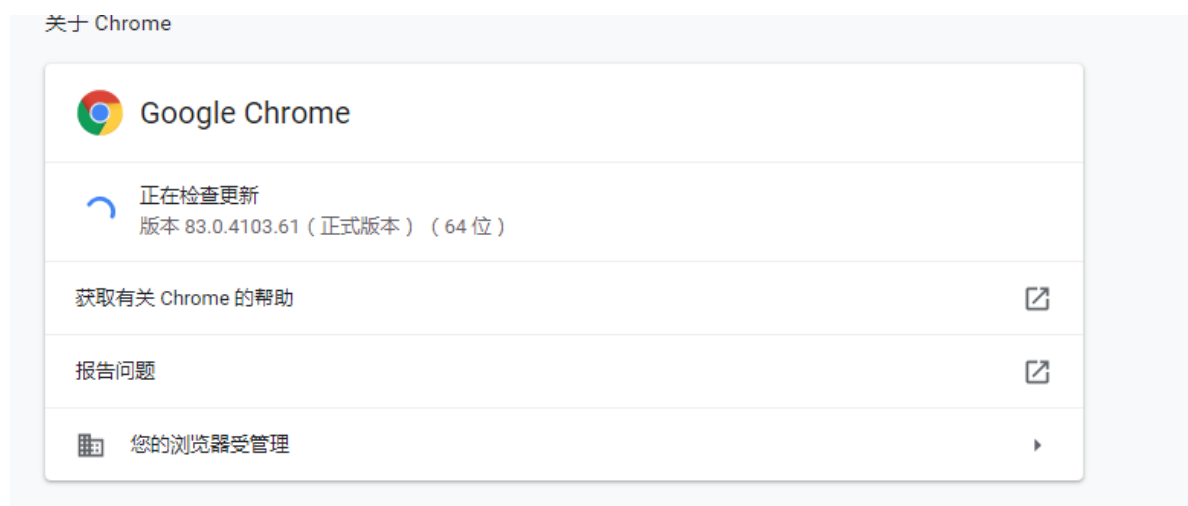 关于 Chrome
Google Chrome
正在检查更新
版本 83.0.4103.61（正式版本）（64 位）
获取有关 Chrome 的帮助
报告问题
您的浏览器受管理